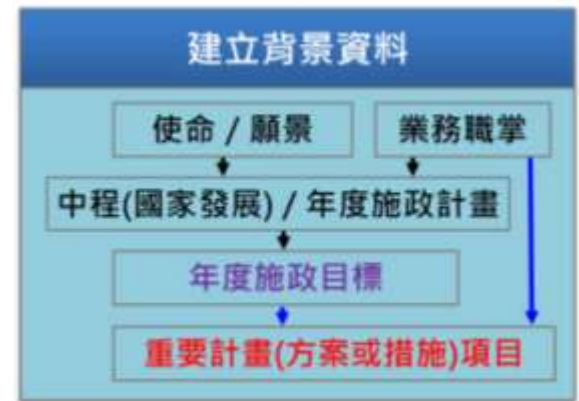 建立背景資料
使命 / 願景
業務職掌
中程(國家發展) / 年度施政計畫
年度施政目標
重要計畫(方案或措施)項目